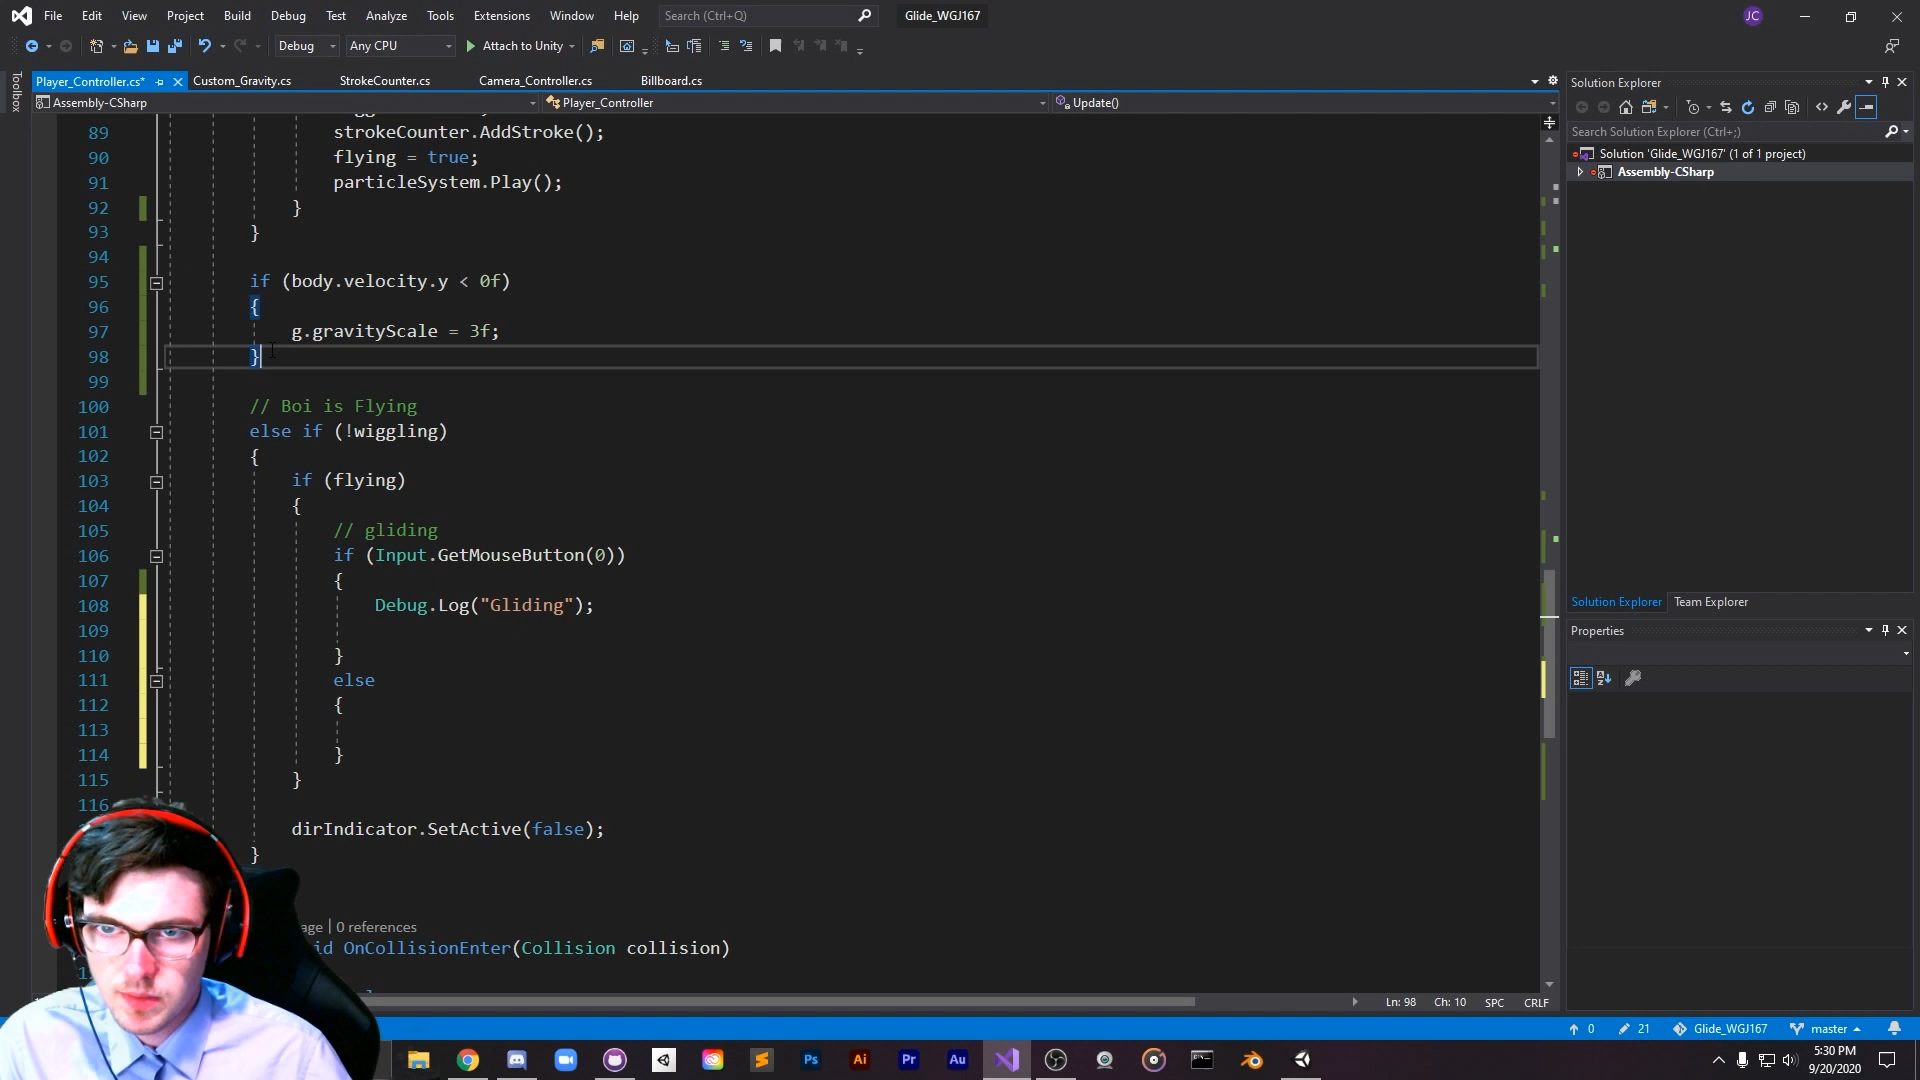 File Edit View Project Build Debug Test Analyze Tools Extensions Window Help Search (Ctrl+Q) Glide_WGJ167 JC
Debug Any CPU Attach to Unity
Toolbox
Player_Controller.cs* Custom_Gravity.cs StrokeCounter.cs Camera_Controller.cs Billboard.cs
Assembly-CSharp Player_Controller Update()
89 strokeCounter.AddStroke();
90 flying = true;
91 particleSystem.Play();
92 }
93 }
94
95 if (body.velocity.y < 0f)
96 {
97 g.gravityScale = 3f;
98 }
99
100 // Boi is Flying
101 else if (!wiggling)
102 {
103 if (flying)
104 {
105 // gliding
106 if (Input.GetMouseButton(0))
107 {
108 Debug.Log("Gliding");
109
110 }
111 else
112 {
113
114 }
115 }
116
dirIndicator.SetActive(false);
}
0 references
OnCollisionEnter(Collision collision)
Ln: 98 Ch: 10 SPC CRLF
Solution Explorer
Search Solution Explorer (Ctrl+;)
Solution 'Glide_WGJ167' (1 of 1 project)
Assembly-CSharp
Solution Explorer Team Explorer
Properties
0 21 Glide_WGJ167 master
Ps Ai Pr Au
5:30 PM
9/20/2020